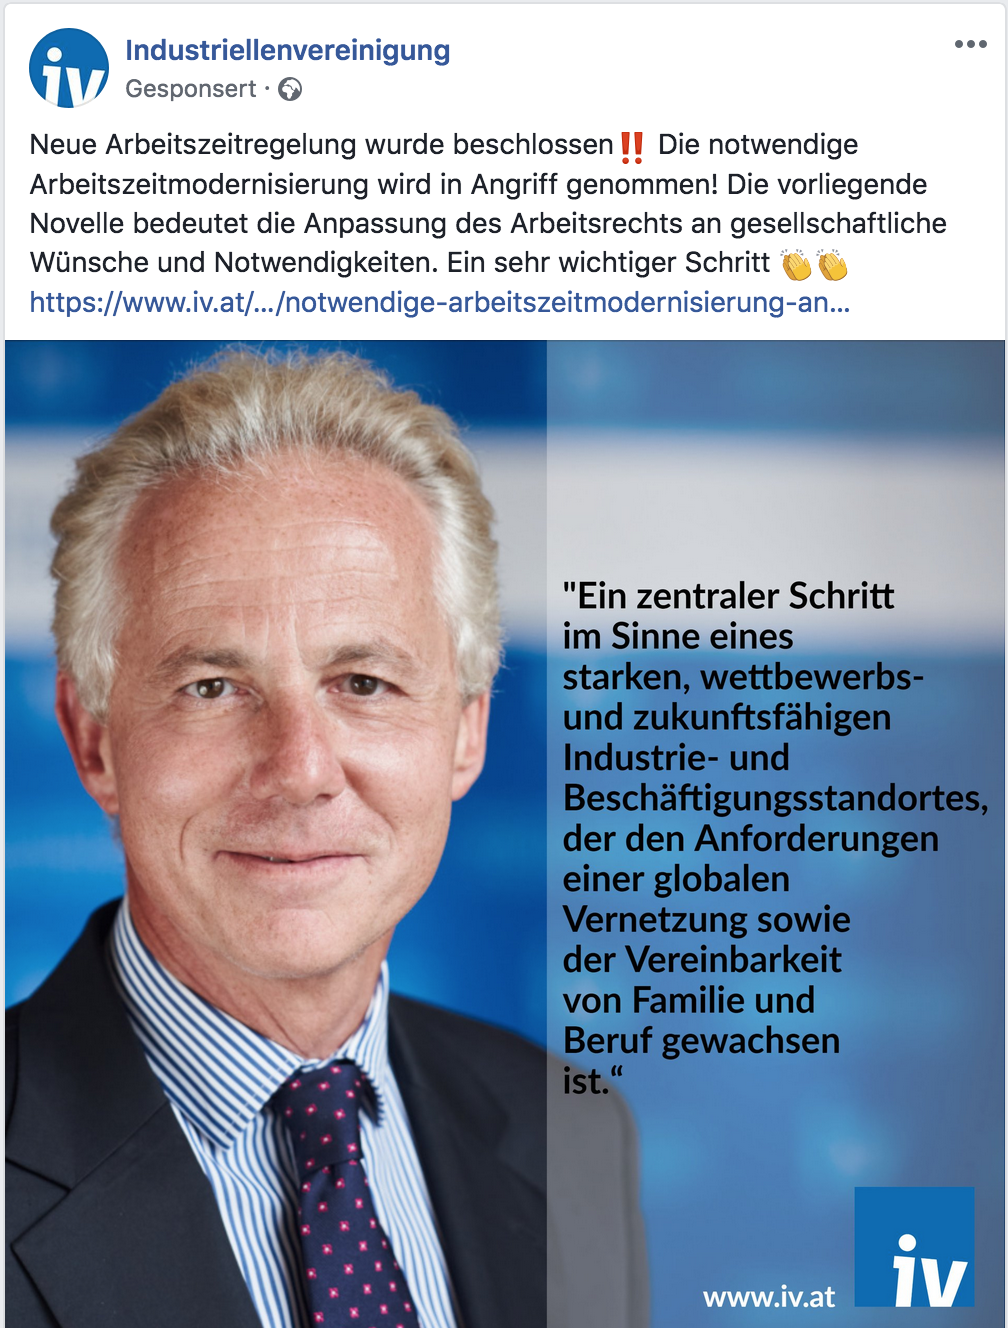 iv
Industriellenvereinigung
Gesponsert ·
Neue Arbeitszeitregelung wurde beschlossen‼️ Die notwendige
Arbeitszeitmodernisierung wird in Angriff genommen! Die vorliegende
Novelle bedeutet die Anpassung des Arbeitsrechts an gesellschaftliche
Wünsche und Notwendigkeiten. Ein sehr wichtiger Schritt 👏👏
https://www.iv.at/.../notwendige-arbeitszeitmodernisierung-an...
"Ein zentraler Schritt
im Sinne eines
starken, wettbewerbs-
und zukunftsfähigen
Industrie- und
Beschäftigungsstandortes,
der den Anforderungen
einer globalen
Vernetzung sowie
der Vereinbarkeit
von Familie und
Beruf gewachsen
ist.“
www.iv.at
iv